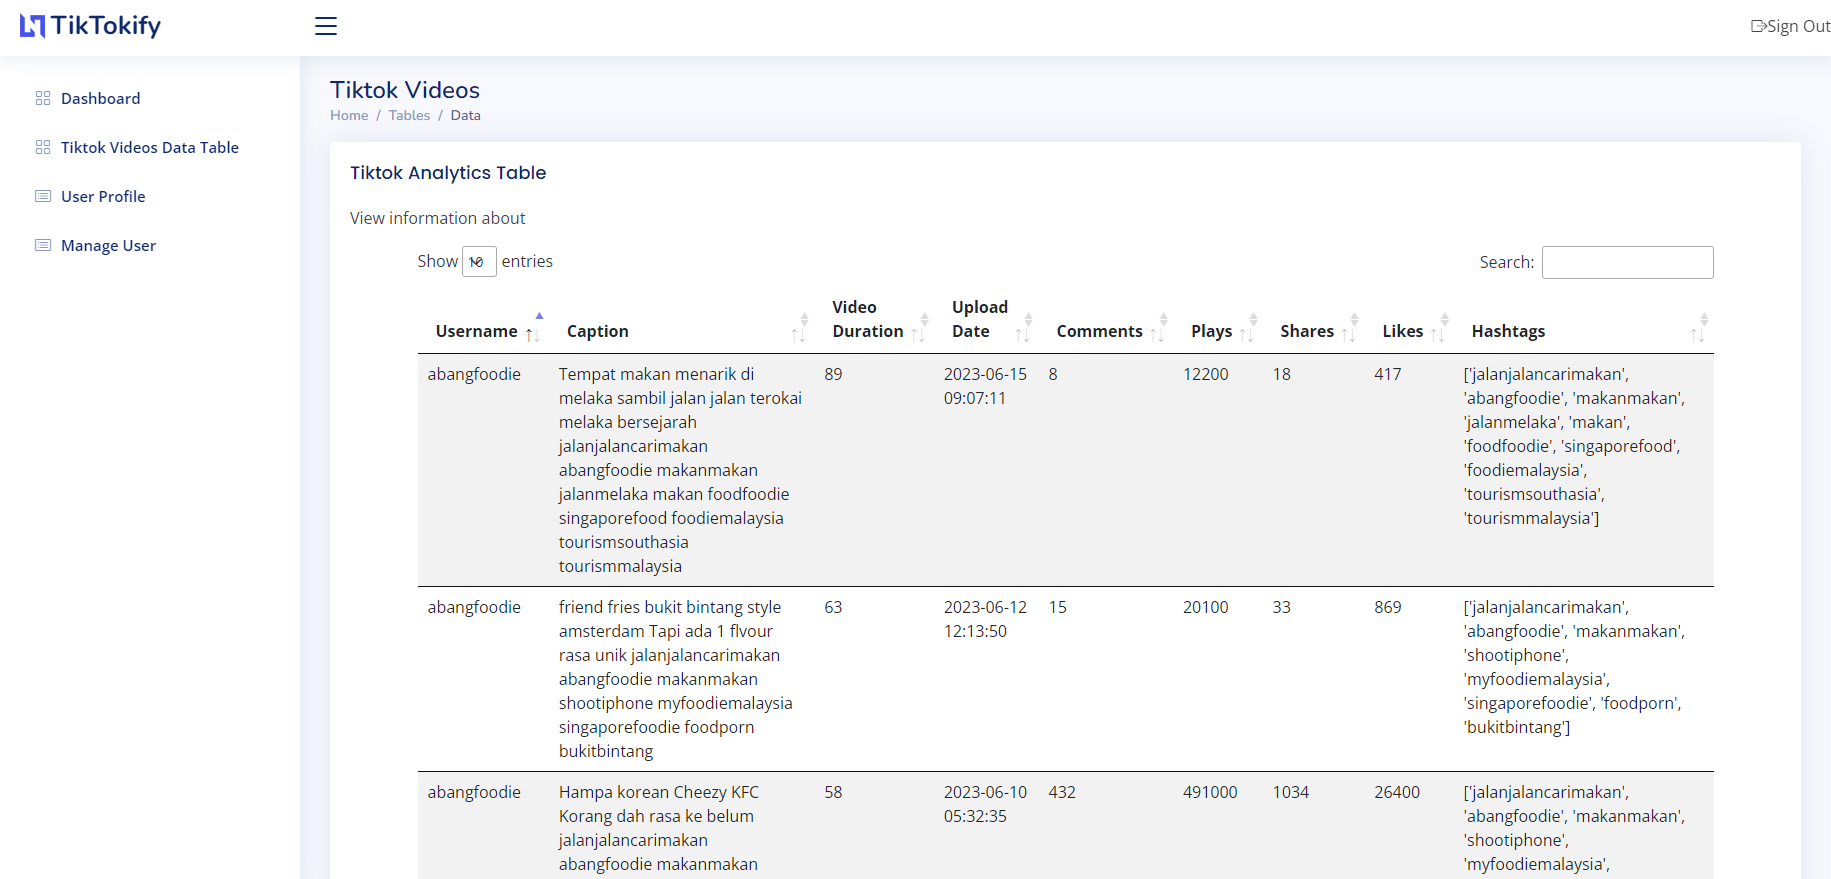 TikTokify
Sign Out
Dashboard
Tiktok Videos Data Table
User Profile
Manage User
Tiktok Videos
Home / Tables / Data
Tiktok Analytics Table
View information about
Show 10 entries
Search:
Username Caption Video Duration Upload Date Comments Plays Shares Likes Hashtags
abangfoodie
Tempat makan menarik di
melaka sambil jalan jalan terokai
melaka bersejarah
jalanjalancarimakan
abangfoodie makanmakan
jalanmelaka makan foodfoodie
singaporefood foodiemalaysia
tourismsouthasia
tourismmalaysia
89
2023-06-15
09:07:11
8
12200
18
417
['jalanjalancarimakan',
'abangfoodie', 'makanmakan',
'jalanmelaka', 'makan',
'foodfoodie', 'singaporefood',
'foodiemalaysia',
'tourismsouthasia',
'tourismmalaysia']
abangfoodie
friend fries bukit bintang style
amsterdam Tapi ada 1 flvour
rasa unik jalanjalancarimakan
abangfoodie makanmakan
shootiphone myfoodiemalaysia
singaporefoodie foodporn
bukitbintang
63
2023-06-12
12:13:50
15
20100
33
869
['jalanjalancarimakan',
'abangfoodie', 'makanmakan',
'shootiphone',
'myfoodiemalaysia',
'singaporefoodie', 'foodporn',
'bukitbintang']
abangfoodie
Hampa korean Cheezy KFC
Korang dah rasa ke belum
jalanjalancarimakan
abangfoodie makanmakan
58
2023-06-10
05:32:35
432
491000
1034
26400
['jalanjalancarimakan',
'abangfoodie', 'makanmakan',
'shootiphone',
'myfoodiemalaysia',